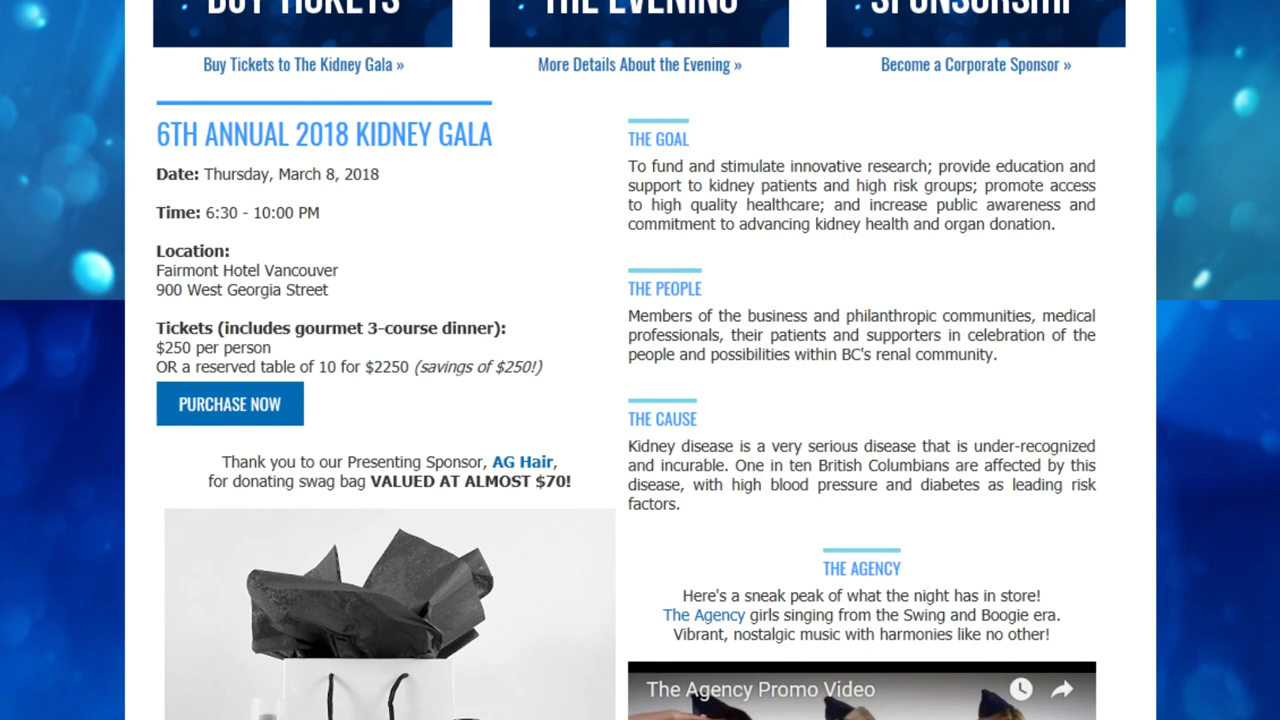 BUY TICKETS
THE EVENING
SPONSORSHIP
Buy Tickets to The Kidney Gala »
More Details About the Evening »
Become a Corporate Sponsor »
6TH ANNUAL 2018 KIDNEY GALA
Date: Thursday, March 8, 2018
Time: 6:30 - 10:00 PM
Location:
Fairmont Hotel Vancouver
900 West Georgia Street
Tickets (includes gourmet 3-course dinner):
$250 per person
OR a reserved table of 10 for $2250 (savings of $250!)
PURCHASE NOW
Thank you to our Presenting Sponsor, AG Hair,
for donating swag bag VALUED AT ALMOST $70!
THE GOAL
To fund and stimulate innovative research; provide education and
support to kidney patients and high risk groups; promote access
to high quality healthcare; and increase public awareness and
commitment to advancing kidney health and organ donation.
THE PEOPLE
Members of the business and philanthropic communities, medical
professionals, their patients and supporters in celebration of the
people and possibilities within BC's renal community.
THE CAUSE
Kidney disease is a very serious disease that is under-recognized
and incurable. One in ten British Columbians are affected by this
disease, with high blood pressure and diabetes as leading risk
factors.
THE AGENCY
Here's a sneak peak of what the night has in store!
The Agency girls singing from the Swing and Boogie era.
Vibrant, nostalgic music with harmonies like no other!
The Agency Promo Video